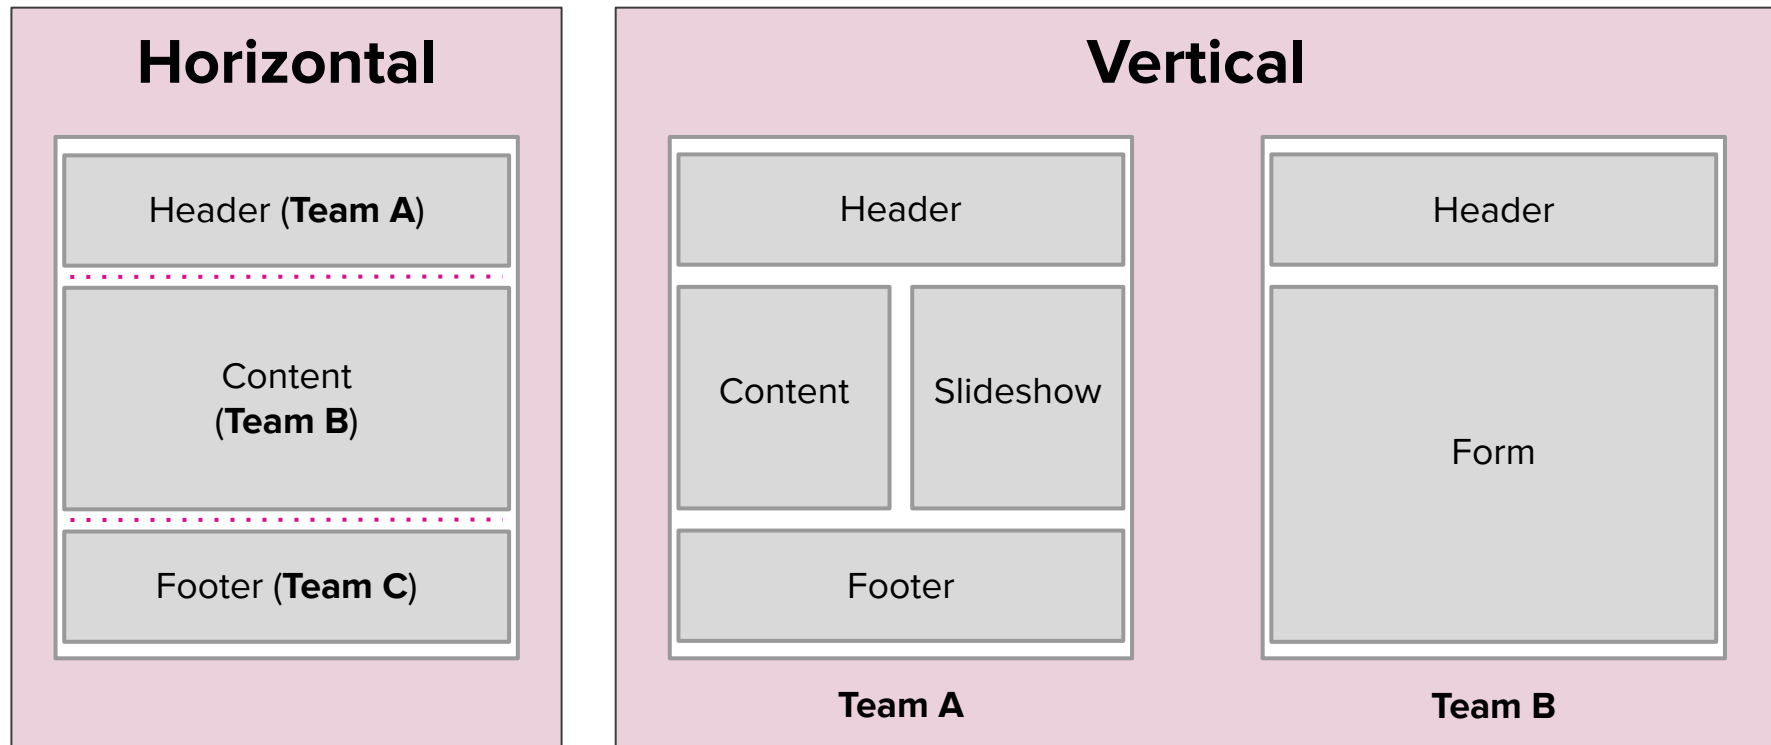 Horizontal
Header (Team A)
Content
(Team B)
Footer (Team C)
Vertical
Header
Content
Slideshow
Footer
Team A
Header
Form
Team B